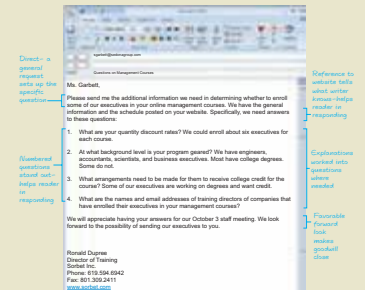 sgarbett@sanbornsgroup.com
Questions on Management Courses
Ms. Garbett,
Please send me the additional information we need in determining whether to enroll
some of our executives in your online management courses. We have the general
information and the schedule posted on your website. Specifically, we need answers
to these questions:
1. What are your quantity discount rates? We could enroll about six executives for
each course.
2. At what background level is your program geared? We have engineers,
accountants, scientists, and business executives. Most have college degrees.
Some do not.
3. What arrangements need to be made for them to receive college credit for the
course? Some of our executives are working on degrees and want credit.
4. What are the names and email addresses of training directors of companies that
have enrolled their executives in your management courses?
We will appreciate having your answers for our October 3 staff meeting. We look
forward to the possibility of sending our executives to you.
Ronald Dupree
Director of Training
Sorbet Inc.
Phone: 619.594.6942
Fax: 801.309.2411
www.sorbet.com
Direct— a
general
request
sets up the
specific
question
Numbered
questions
stand out—
helps reader
in
responding
Reference to
website tells
what writer
knows—helps
reader in
responding
Explanations
worked into
questions
where
needed
Favorable
forward
look
makes
goodwill
close